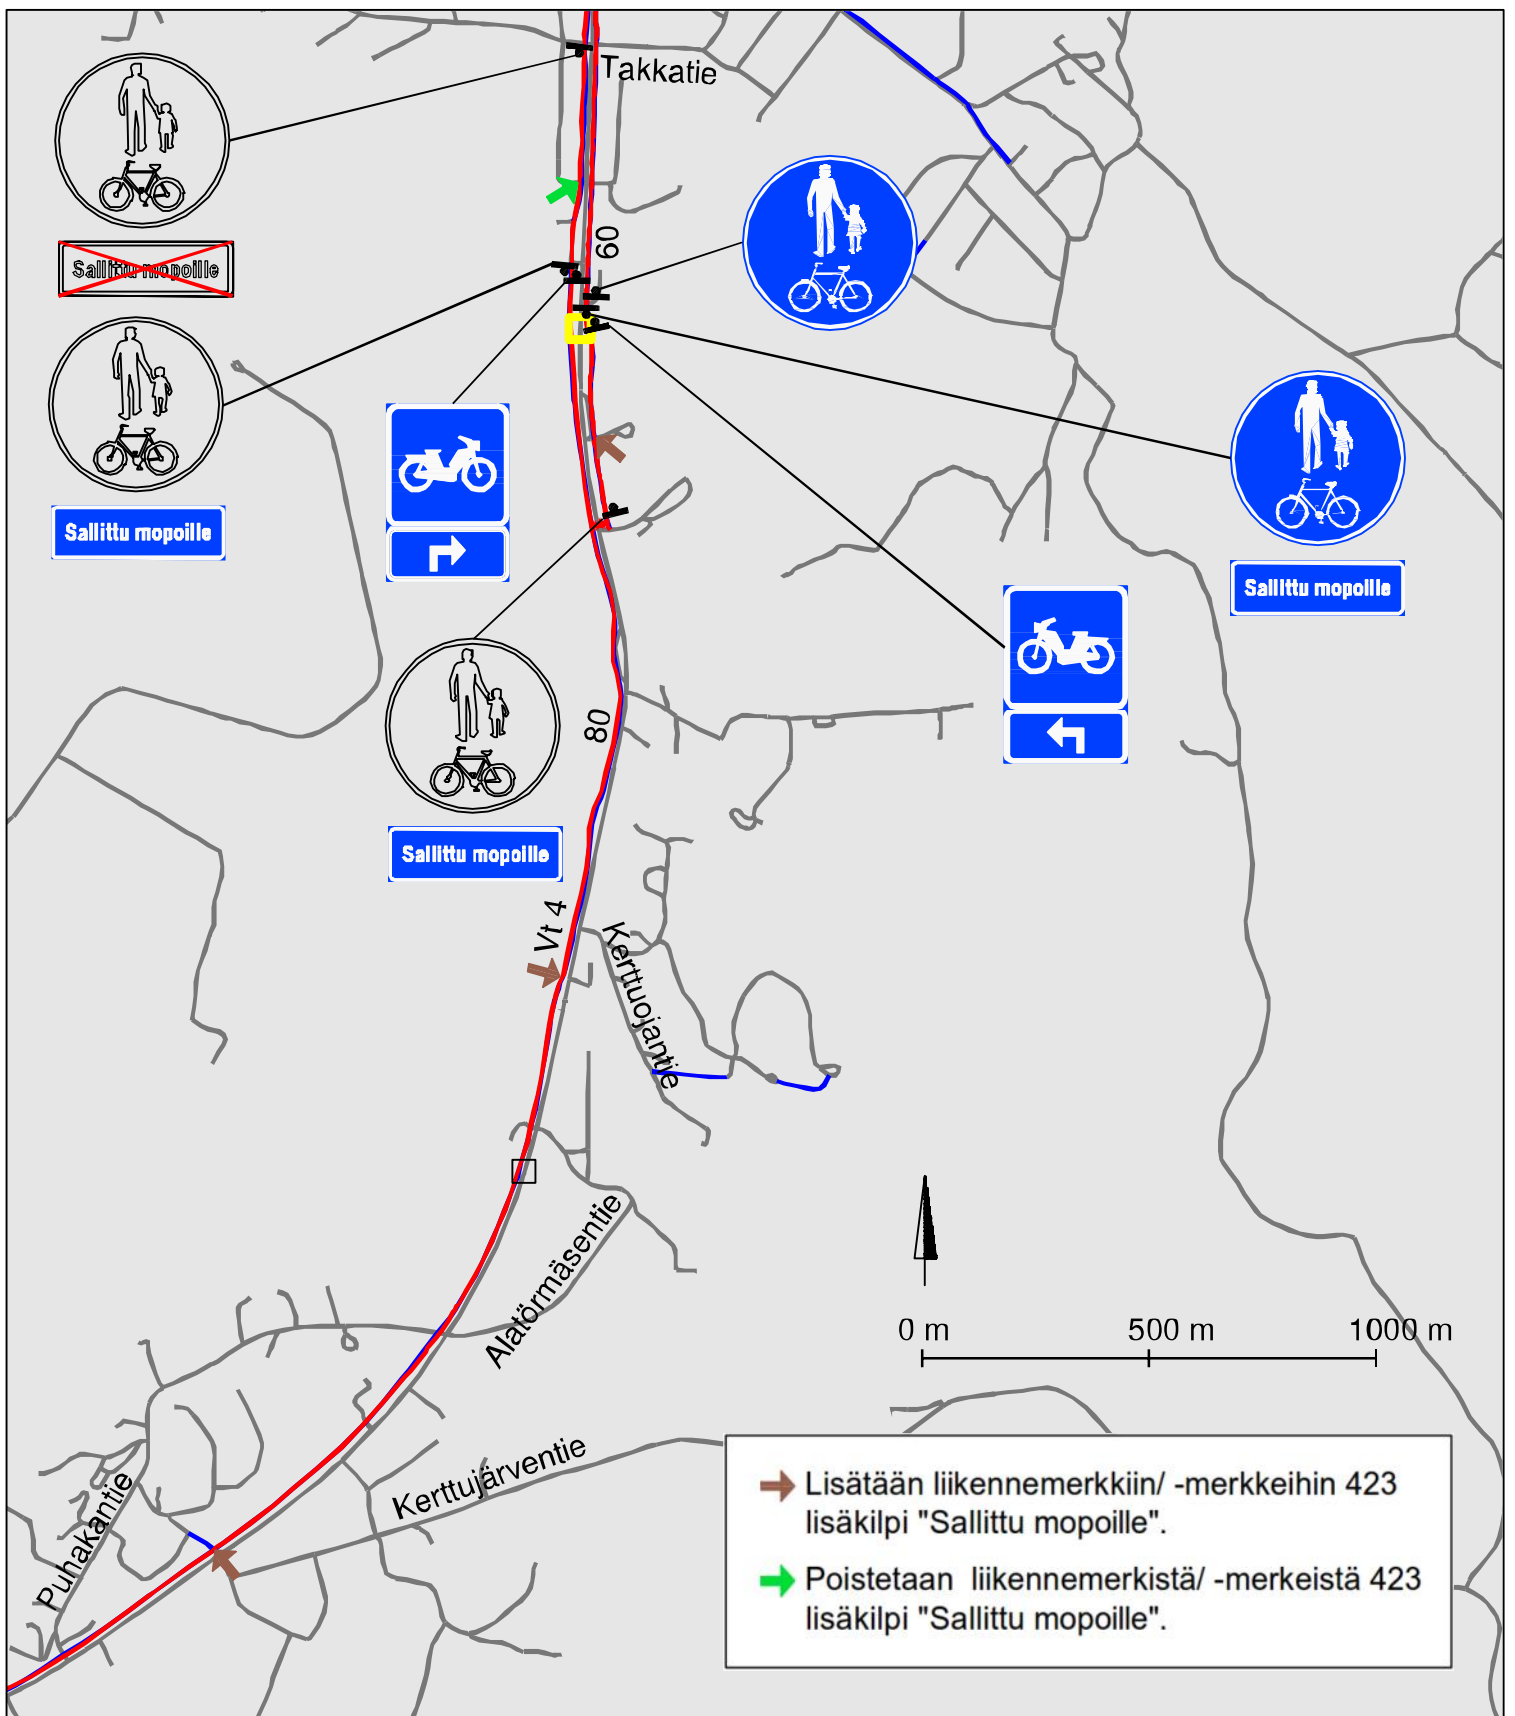 Takkatie
60
Sallittu mopoille
Sallittu mopoille
Sallittu mopoille
Sallittu mopoille
80
Vt 4
Kerttuojantie
Alatörmäsentie
0 m 500 m 1000 m
Kerttujärventie
Puhakantie
Lisätään liikennemerkkiin/ -merkkeihin 423
lisäkilpi "Sallittu mopoille".
Poistetaan liikennemerkistä/ -merkeistä 423
lisäkilpi "Sallittu mopoille".